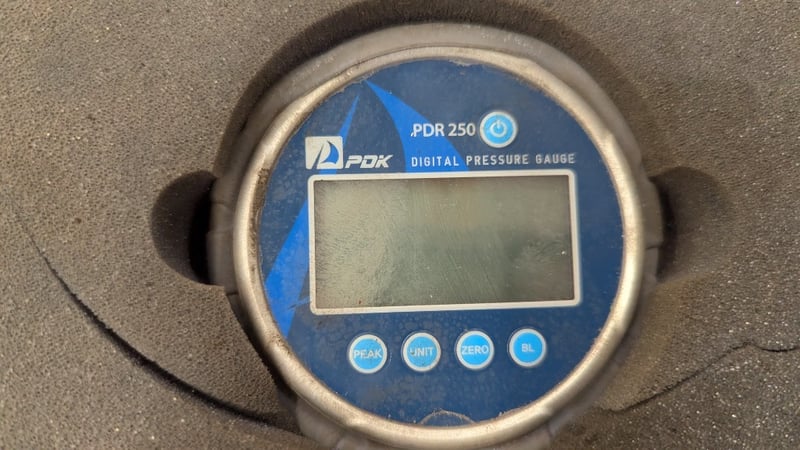 PDR 250
PDK
DIGITAL PRESSURE GAUGE
PEAK
UNIT
ZERO
BL